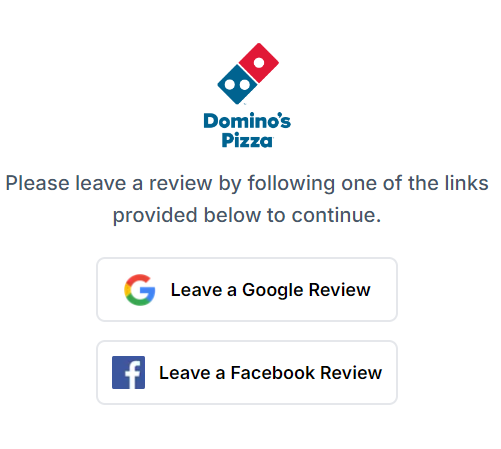 Domino's
Pizza
Please leave a review by following one of the links
provided below to continue.
Leave a Google Review
Leave a Facebook Review